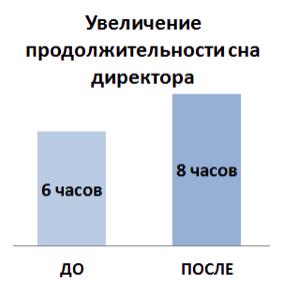 Увеличение
продолжительности сна
директора
6 часов
8 часов
ДО
ПОСЛЕ